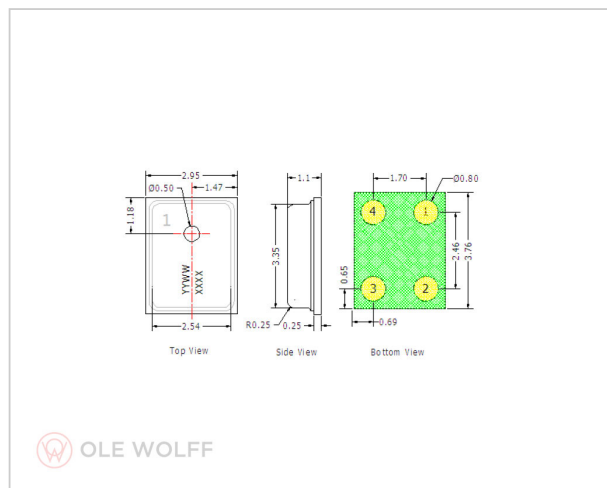 2.95
Ø0.50
1.47
1.18
1
YYWW
XXXX
2.54
Top View
1.1
3.35
R0.25
0.25
Side View
1.70
Ø0.80
4
1
2.46
3.76
0.65
3
2
0.69
Bottom View
OLE WOLFF